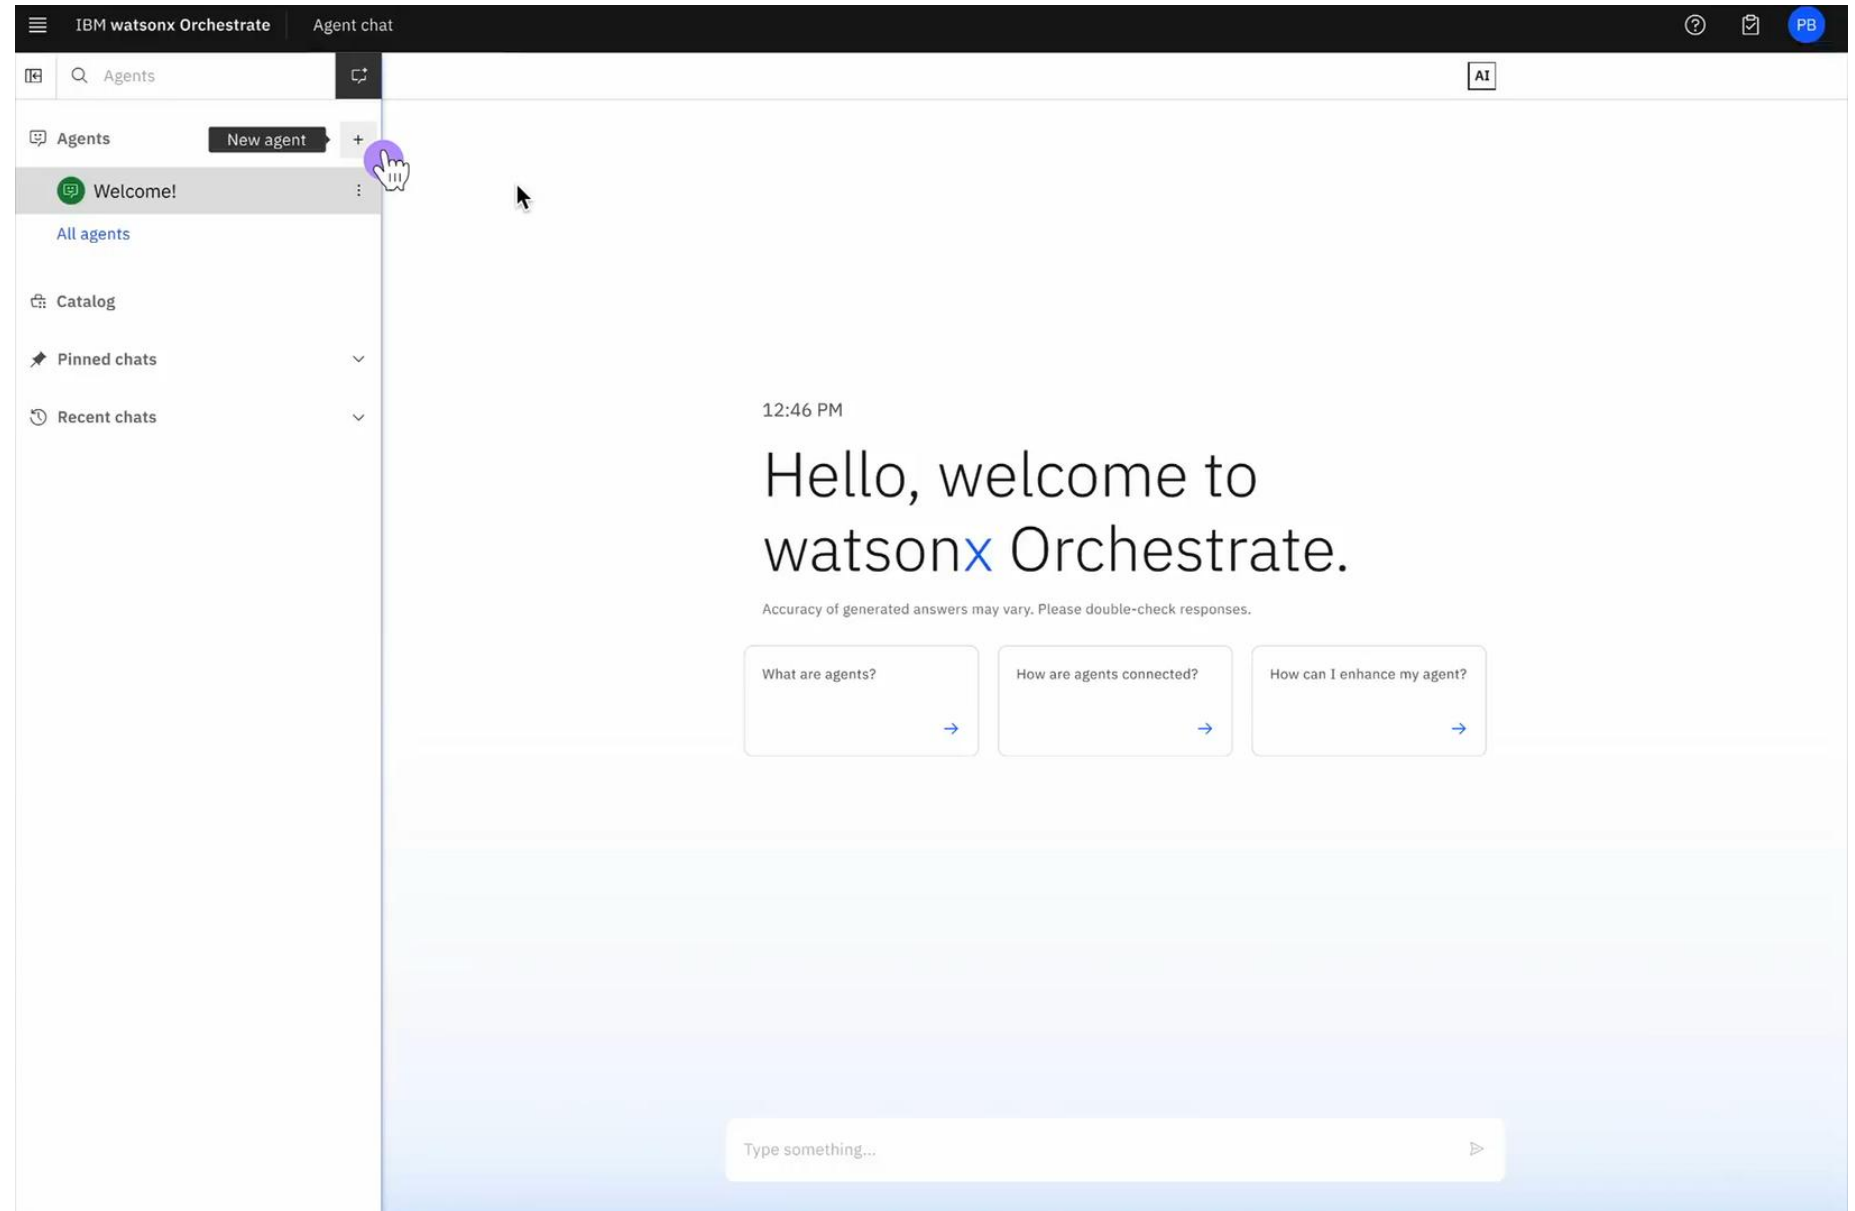 IBM watsonx Orchestrate
Agent chat
PB
Agents
AI
Agents
New agent
Welcome!
All agents
Catalog
Pinned chats
Recent chats
12:46 PM
Hello, welcome to
watsonx Orchestrate.
Accuracy of generated answers may vary. Please double-check responses.
What are agents?
How are agents connected?
How can I enhance my agent?
Type something...